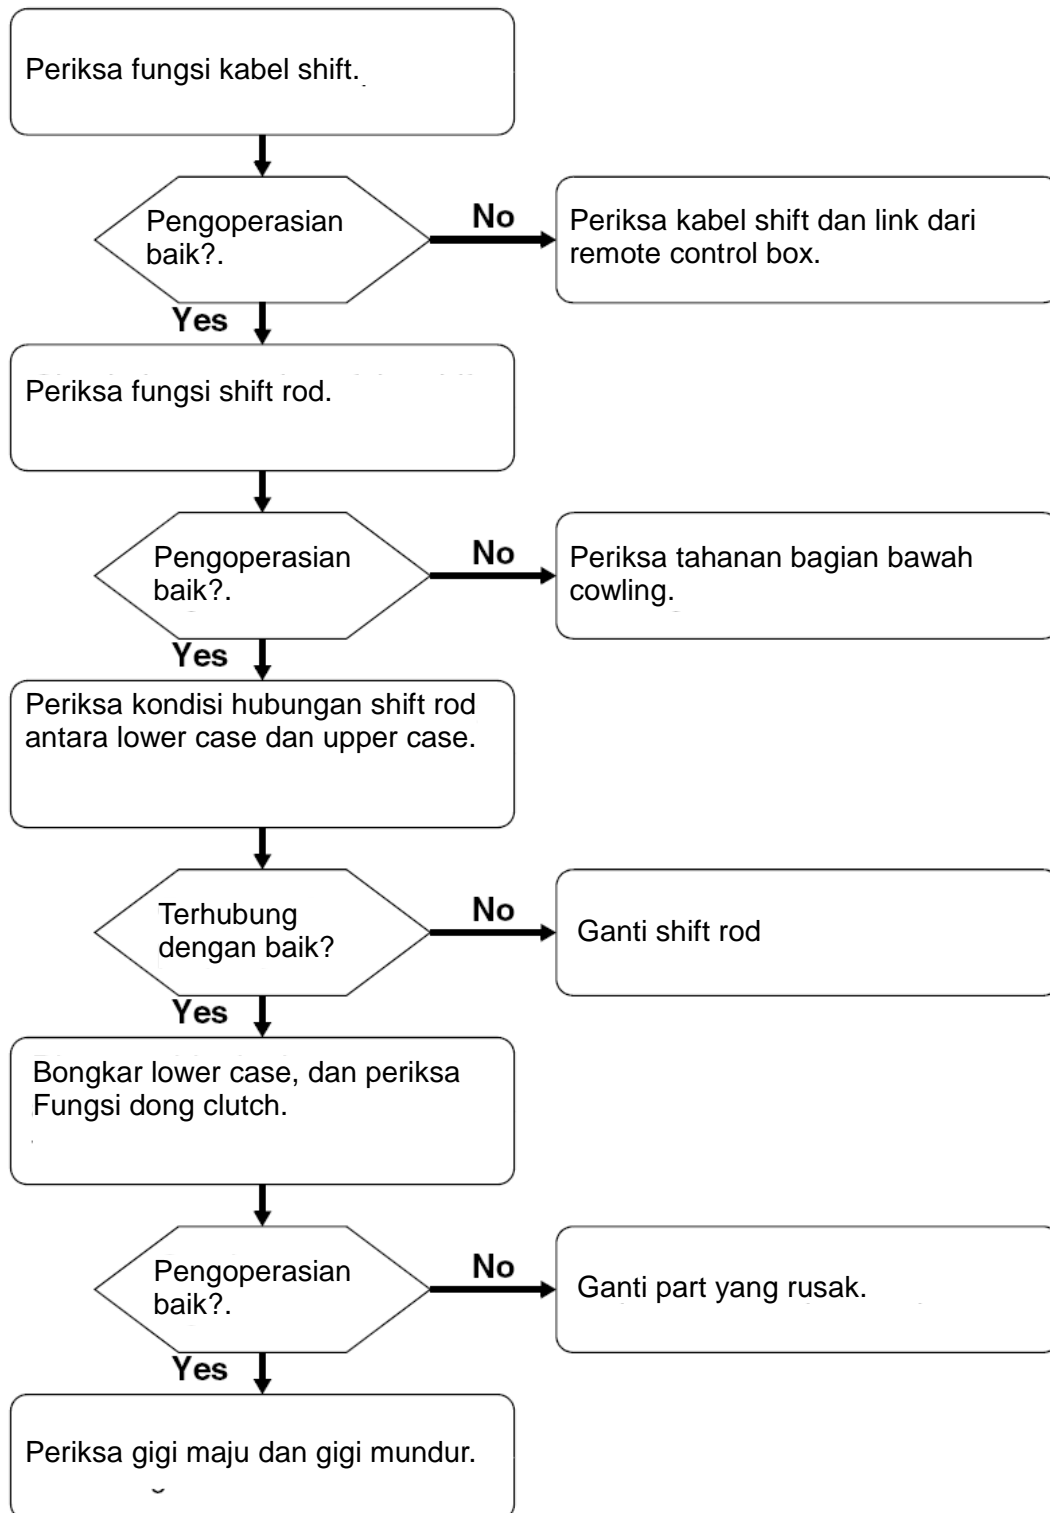 Periksa fungsi kabel shift.
Pengoperasian
baik?.
No
Periksa kabel shift dan link dari
remote control box.
Yes
Periksa fungsi shift rod.
Pengoperasian
baik?.
No
Periksa tahanan bagian bawah
cowling.
Yes
Periksa kondisi hubungan shift rod
antara lower case dan upper case.
Terhubung
dengan baik?
No
Ganti shift rod
Yes
Bongkar lower case, dan periksa
Fungsi dong clutch.
Pengoperasian
baik?.
No
Ganti part yang rusak.
Yes
Periksa gigi maju dan gigi mundur.